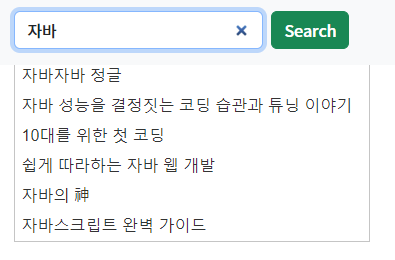 자바
Search
자바자바 정글
자바 성능을 결정짓는 코딩 습관과 튜닝 이야기
10대를 위한 첫 코딩
쉽게 따라하는 자바 웹 개발
자바의 神
자바스크립트 완벽 가이드